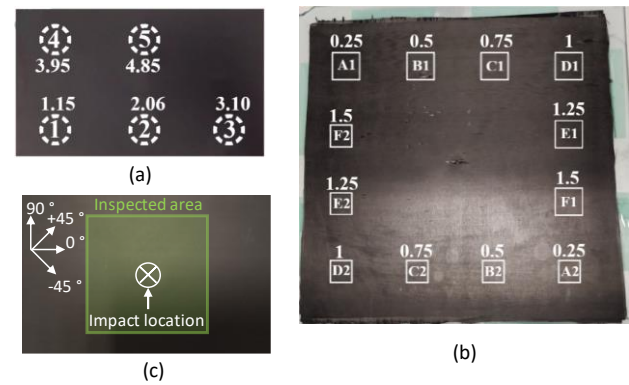 4 5
3.95 4.85
1.15 2.06 3.10
1 2 3
(a)
90 °
+45 °
0 °
-45 °
Inspected area
Impact location
(c)
0.25 0.5 0.75 1
A1 B1 C1 D1
1.5 1.25
F2 E1
1.25 1.5
E2 F1
1 0.75 0.5 0.25
D2 C2 B2 A2
(b)